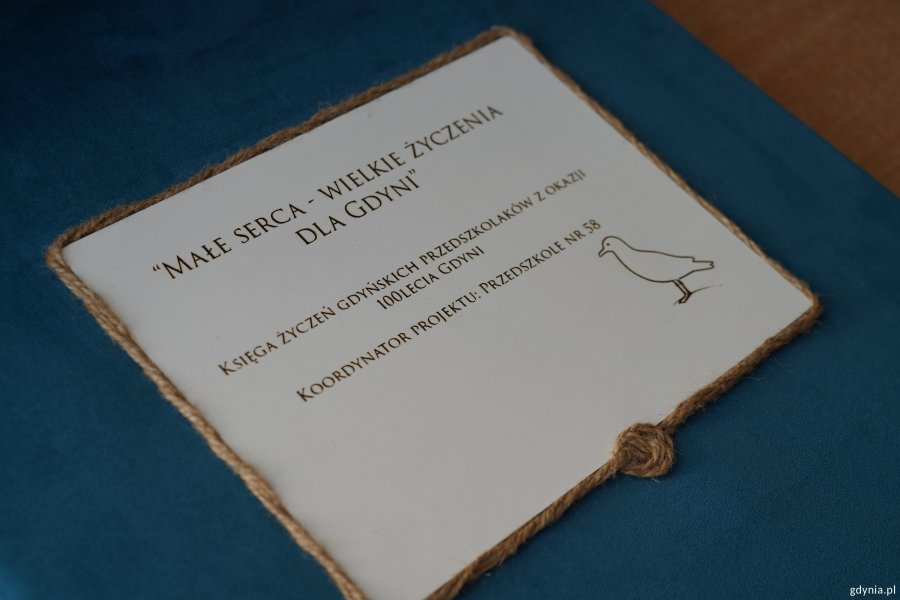 “Małe serca - wielkie życzenia
dla Gdyni”
Księga życzeń gdyńskich przedszkolaków z okazji
100lecia Gdyni
Koordynator projektu: Przedszkole nr 58
gdynia.pl